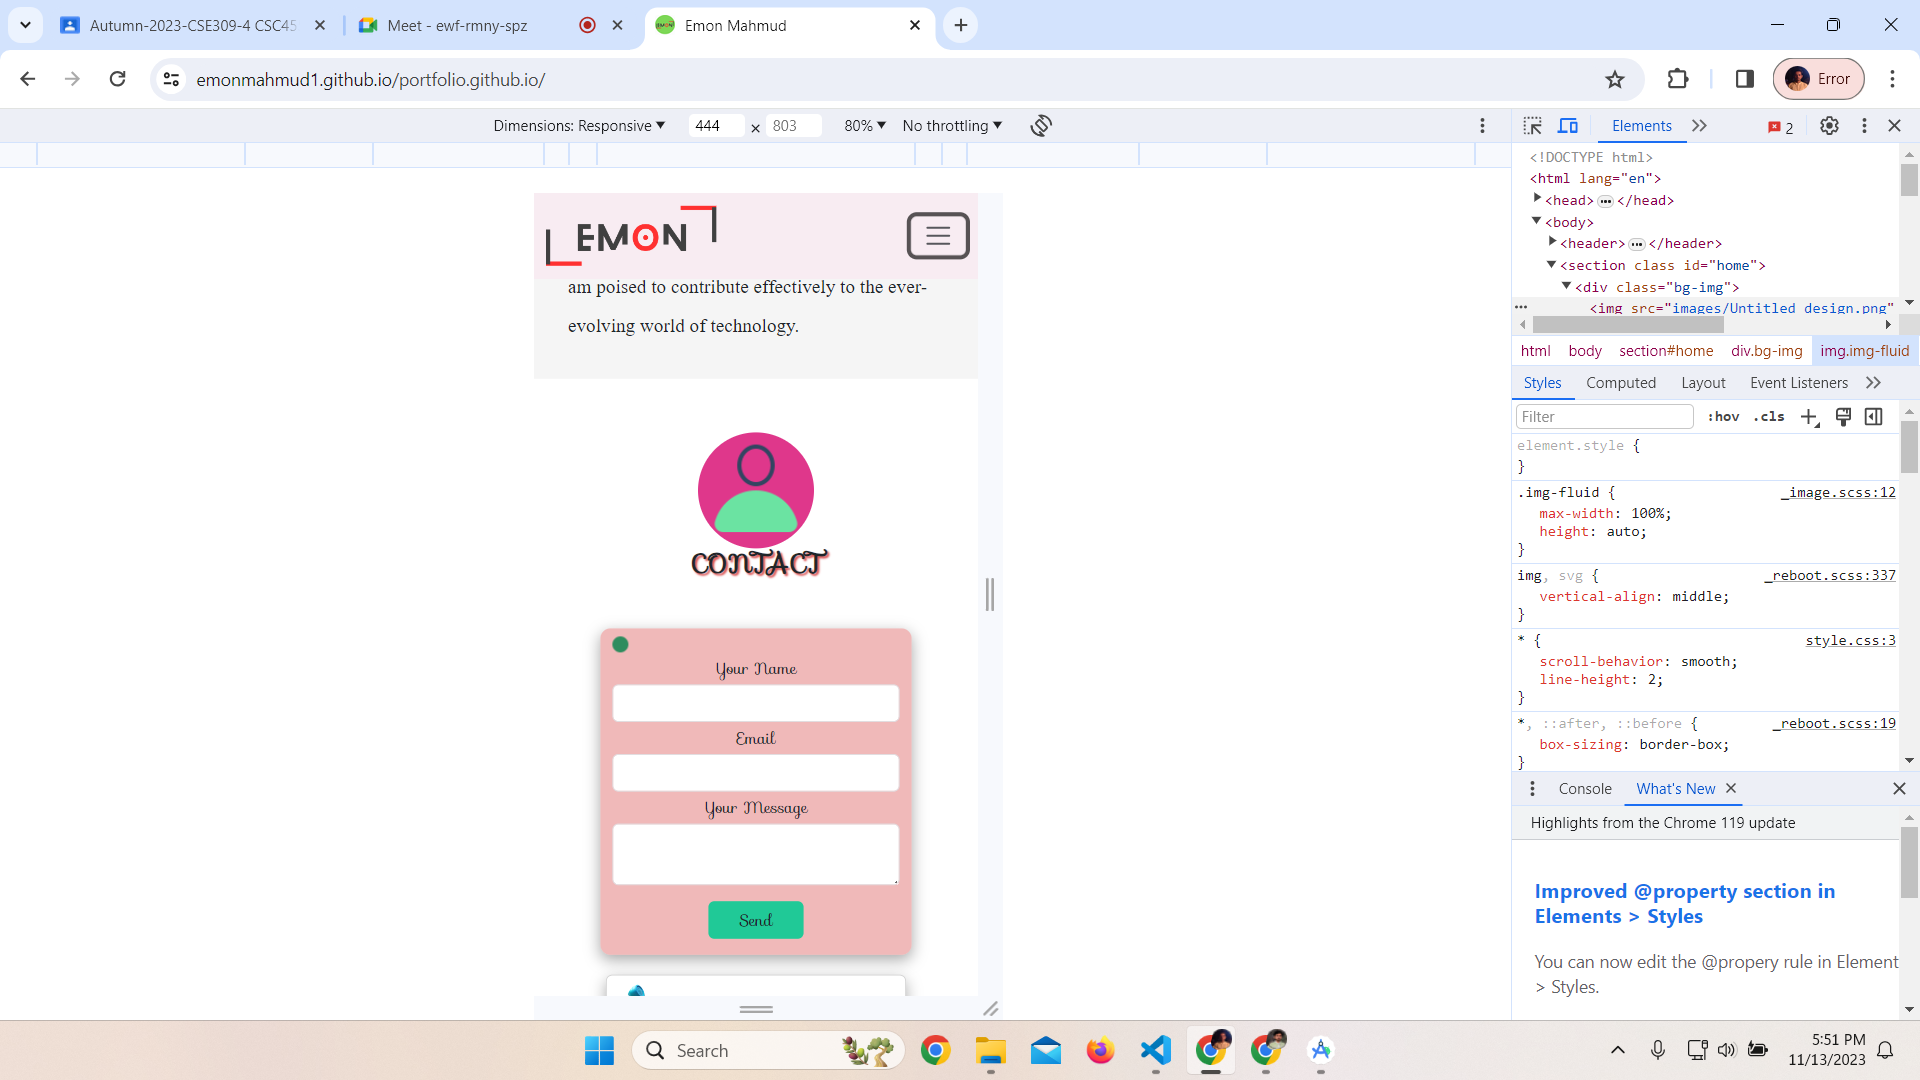 Autumn-2023-CSE309-4 CSC45
Meet - ewf-rmny-spz
Emon Mahmud
emonmahmud1.github.io/portfolio.github.io/
Error
Dimensions: Responsive
444
x
803
80%
No throttling
Elements
2
EMON
am poised to contribute effectively to the ever-
evolving world of technology.
CONTACT
Your Name
Email
Your Message
Send
<!DOCTYPE html>
<html lang="en">
<head> ... </head>
<body>
<header> ... </header>
<section class id="home">
<div class="bg-img">
<img src="images/Untitled design.png"
html body section#home div.bg-img img.img-fluid
Styles Computed Layout Event Listeners
Filter
:hov .cls
element.style {
}
.img-fluid { _image.scss:12
max-width: 100%;
height: auto;
}
img, svg { _reboot.scss:337
vertical-align: middle;
}
* { style.css:3
scroll-behavior: smooth;
line-height: 2;
}
*, ::after, ::before { _reboot.scss:19
box-sizing: border-box;
}
Console What's New
Highlights from the Chrome 119 update
Improved @property section in
Elements > Styles
You can now edit the @propery rule in Element
> Styles.
Search
5:51 PM
11/13/2023